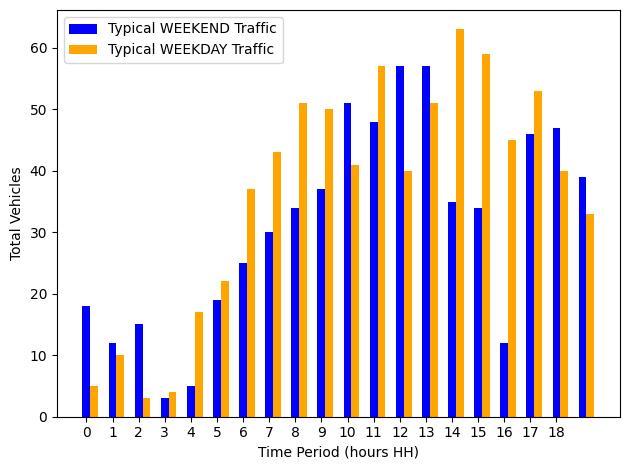 Typical WEEKEND Traffic
Typical WEEKDAY Traffic
60
50
40
30
20
10
0
Total Vehicles
0 1 2 3 4 5 6 7 8 9 10 11 12 13 14 15 16 17 18
Time Period (hours HH)